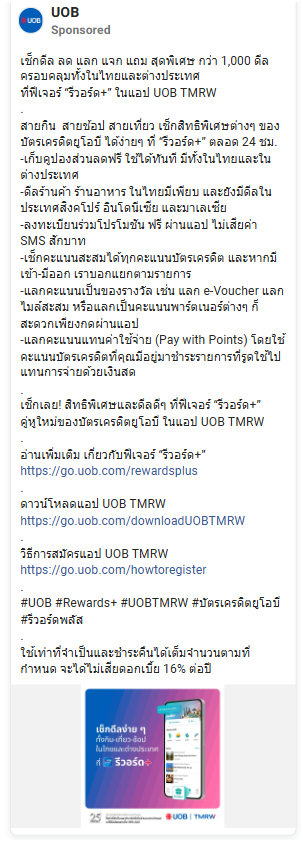 UOB
Sponsored
เช็กดีล ลด แลก แจก แถม สุดพิเศษ กว่า 1,000 ดีล
ครอบคลุมทั้งในไทยและต่างประเทศ
ที่ฟีเจอร์ “รีวอร์ด+” ในแอป UOB TMRW
.
สายกิน สายช้อป สายเที่ยว เช็กสิทธิพิเศษต่างๆ ของ
บัตรเครดิตยูโอบี ได้ง่ายๆ ที่ “รีวอร์ด+” ตลอด 24 ชม.
-เก็บคูปองส่วนลดฟรี ใช้ได้ทันที มีทั้งในไทยและใน
ต่างประเทศ
-ดีลร้านค้า ร้านอาหาร ในไทยมีเพียบ และยังมีดีลใน
ประเทศสิงคโปร์ อินโดนีเซีย และมาเลเซีย
-ลงทะเบียนร่วมโปรโมชัน ฟรี ผ่านแอป ไม่เสียค่า
SMS สักบาท
-เช็กคะแนนสะสมได้ทุกคะแนนบัตรเครดิต และหากมี
เข้า-มีออก เราบอกแยกตามรายการ
-แลกคะแนนเป็นของรางวัล เช่น แลก e-Voucher แลก
ไมล์สะสม หรือแลกเป็นคะแนนพาร์ตเนอร์ต่างๆ ก็
สะดวกเพียงกดผ่านแอป
-แลกคะแนนแทนค่าใช้จ่าย (Pay with Points) โดยใช้
คะแนนบัตรเครดิตที่คุณมีอยู่มาชำระรายการที่รูดใช้ไป
แทนการจ่ายด้วยเงินสด
.
เช็กเลย! สิทธิพิเศษและดีลดีๆ ที่ฟีเจอร์ “รีวอร์ด+”
คู่หูใหม่ของบัตรเครดิตยูโอบี ในแอป UOB TMRW
.
อ่านเพิ่มเติม เกี่ยวกับฟีเจอร์ “รีวอร์ด+”
https://go.uob.com/rewardsplus
.
ดาวน์โหลดแอป UOB TMRW
https://go.uob.com/downloadUOBTMRW
.
วิธีการสมัครแอป UOB TMRW
https://go.uob.com/howtoregister
.
#UOB #Rewards+ #UOBTMRW #บัตรเครดิตยูโอบี
#รีวอร์ดพลัส
.
ใช้เท่าที่จำเป็นและชำระคืนได้เต็มจำนวนตามที่
กำหนด จะได้ไม่เสียดอกเบี้ย 16% ต่อปี
เช็กดีลง่าย ๆ
ทั้งกิน-เที่ยว-ช้อป
ในไทยและต่างประเทศ
ที่ รีวอร์ด+
25
UOB | TMRW